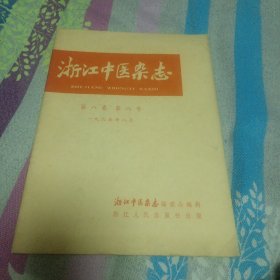 浙江中医杂志
ZHEJIANG ZHONGYI ZAZHI
第八卷 第八号
一九六五年八月
浙江中医杂志编委会编辑
浙江人民出版社出版